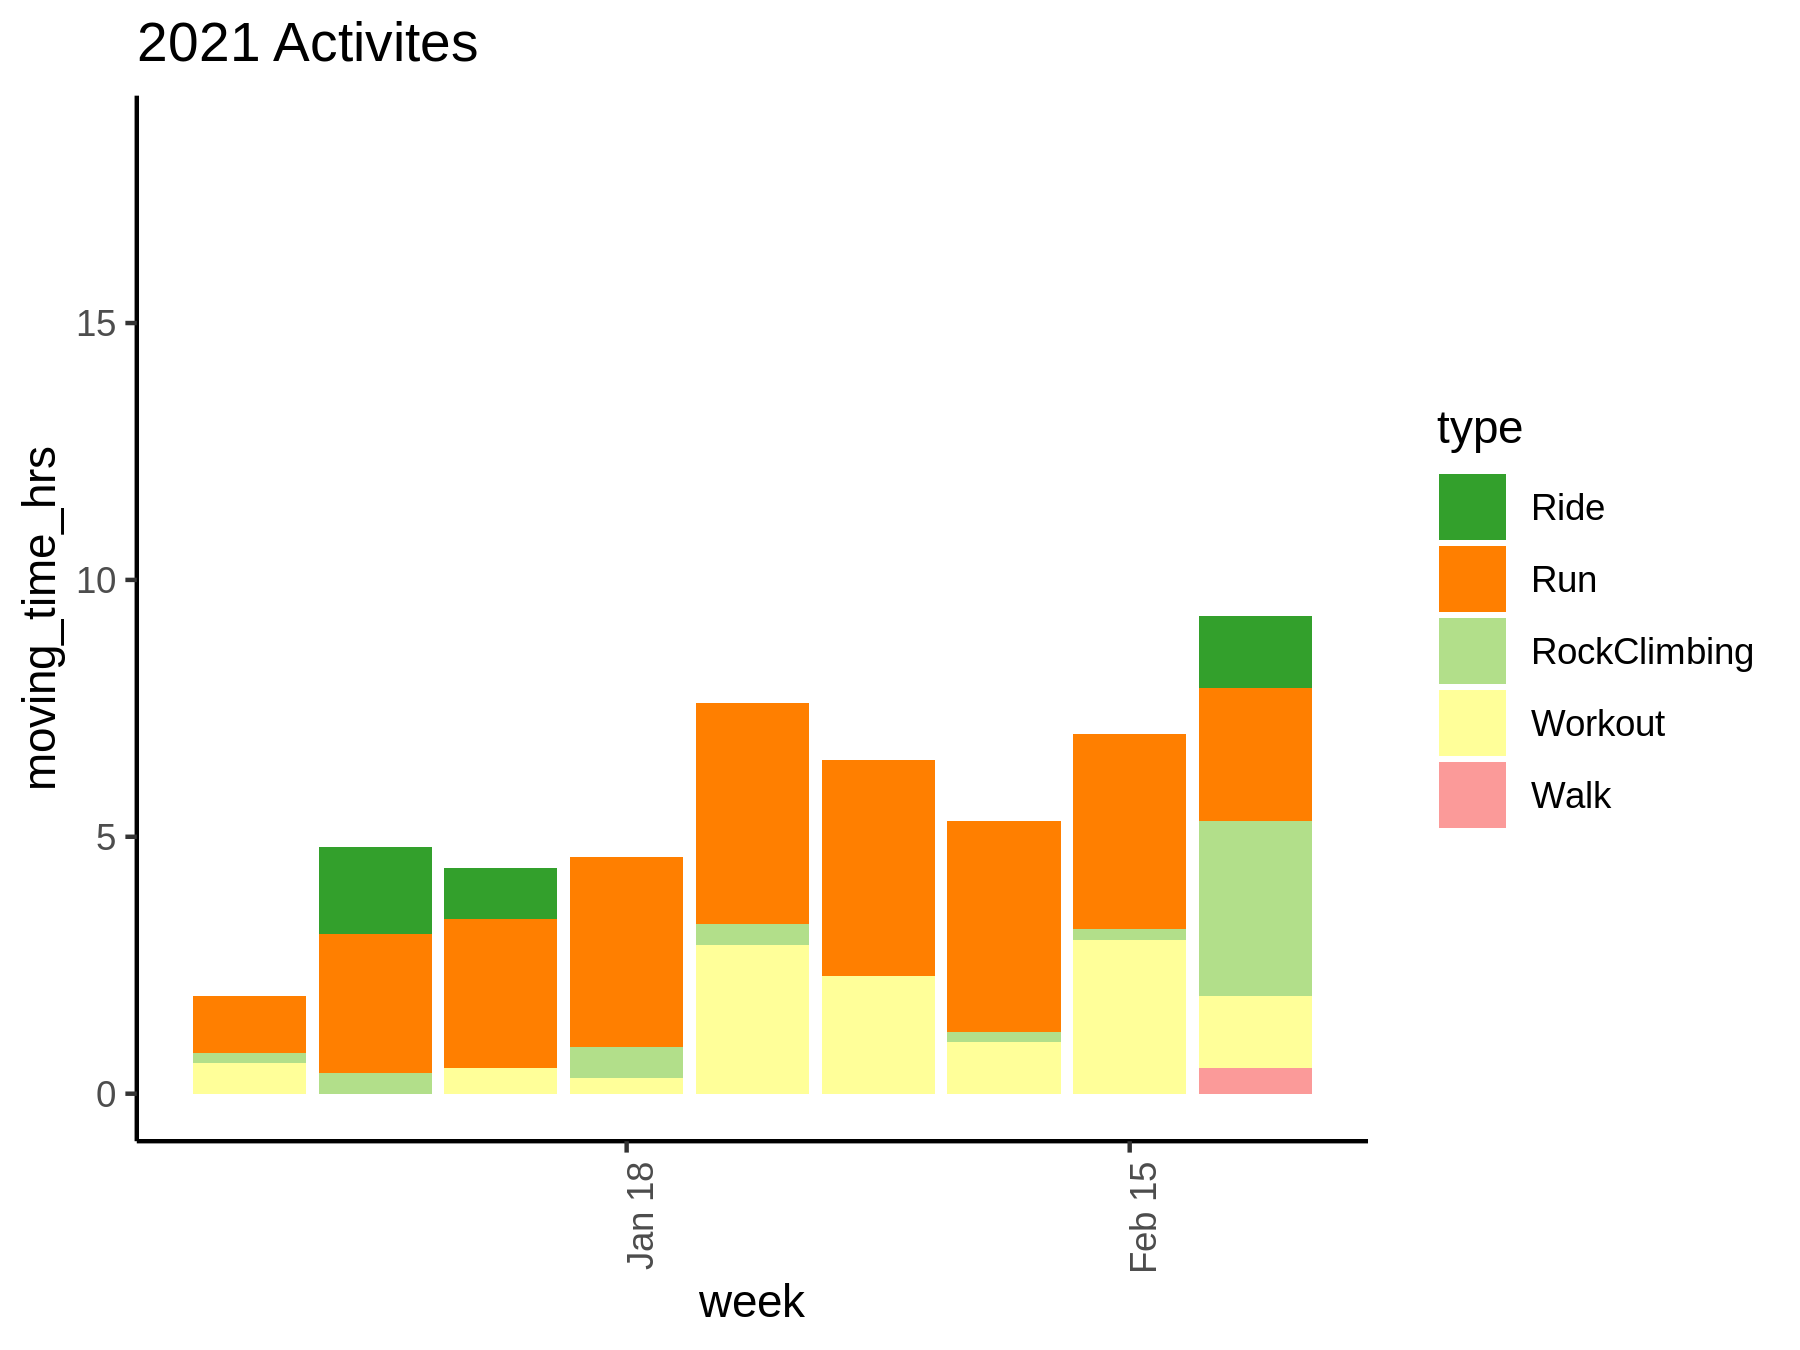 2021 Activites
moving_time_hrs
15
10
5
0
Jan 18
Feb 15
week
type
Ride
Run
RockClimbing
Workout
Walk